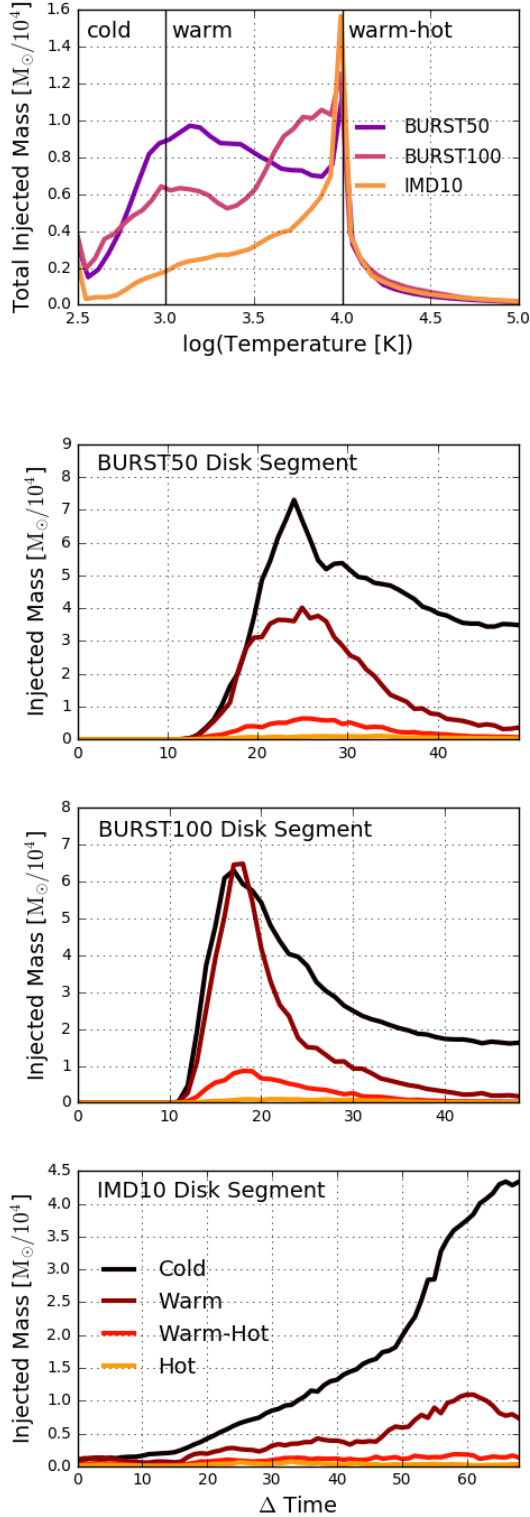 Total Injected Mass [M⊙/10⁴]
1.6
1.4
1.2
1.0
0.8
0.6
0.4
0.2
0.0
cold warm warm-hot
BURST50
BURST100
IMD10
2.5 3.0 3.5 4.0 4.5 5.0
log(Temperature [K])
BURST50 Disk Segment
Injected Mass [M⊙/10⁴]
9
8
7
6
5
4
3
2
1
0
0 10 20 30 40
BURST100 Disk Segment
Injected Mass [M⊙/10⁴]
8
7
6
5
4
3
2
1
0
0 10 20 30 40
IMD10 Disk Segment
Injected Mass [M⊙/10⁴]
4.5
4.0
3.5
3.0
2.5
2.0
1.5
1.0
0.5
0.0
Cold
Warm
Warm-Hot
Hot
0 10 20 30 40 50 60
Δ Time